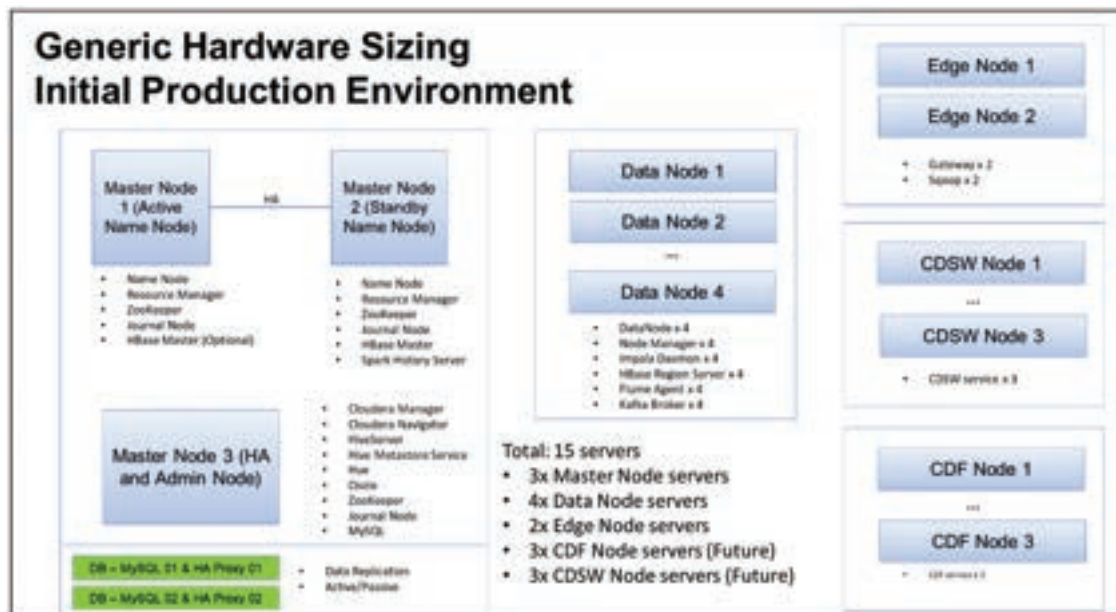 Generic Hardware Sizing
Initial Production Environment
Master Node
1 (Active
Name Node)
HA
Master Node
2 (Standby
Name Node)
Name Node
Resource Manager
ZooKeeper
Journal Node
HBase Master (Optional)
Name Node
Resource Manager
ZooKeeper
Journal Node
HBase Master
Spark History Server
Master Node 3 (HA
and Admin Node)
Cloudera Manager
Cloudera Navigator
HiveServer
Hive Metastore Service
Hue
Oozie
ZooKeeper
Journal Node
MySQL
DB – MySQL 01 & HA Proxy 01
DB – MySQL 02 & HA Proxy 02
Data Replication
Active/Passive
Data Node 1
Data Node 2
...
Data Node 4
DataNode x 4
Node Manager x 4
Impala Daemon x 4
HBase Region Server x 4
Flume Agent x 4
Kafka Broker x 4
Total: 15 servers
3x Master Node servers
4x Data Node servers
2x Edge Node servers
3x CDF Node servers (Future)
3x CDSW Node servers (Future)
Edge Node 1
Edge Node 2
Gateway x 2
Sqoop x 2
CDSW Node 1
...
CDSW Node 3
CDSW service x 3
CDF Node 1
...
CDF Node 3
CDF service x 3